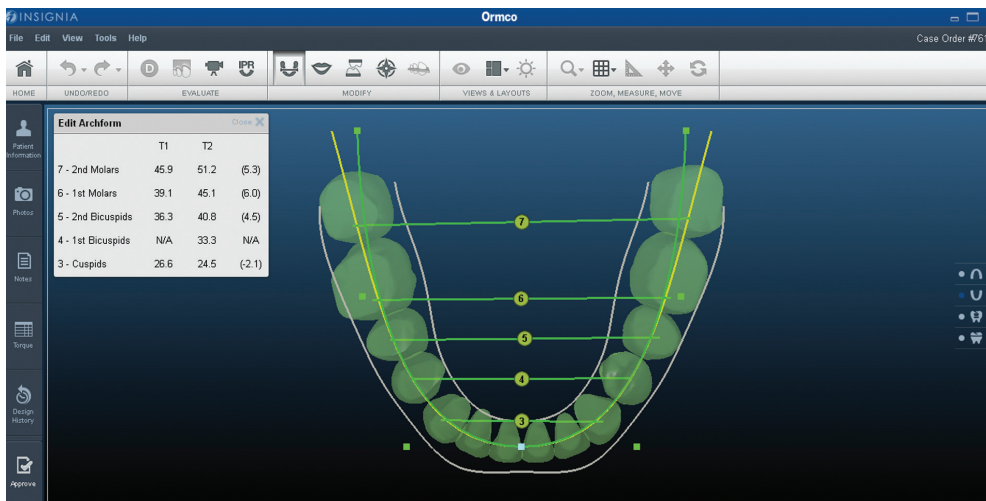 INSIGNIA
Ormco
File Edit View Tools Help
Case Order #761
D
IPR
HOME UNDO/REDO EVALUATE MODIFY VIEWS & LAYOUTS ZOOM, MEASURE, MOVE
Patient Information
Photos
Notes
Torque
Design History
Approve
Edit Archform Close X
T1 T2
7 - 2nd Molars 45.9 51.2 (5.3)
6 - 1st Molars 39.1 45.1 (6.0)
5 - 2nd Bicuspids 36.3 40.8 (4.5)
4 - 1st Bicuspids N/A 33.3 N/A
3 - Cuspids 26.6 24.5 (-2.1)
7
6
5
4
3